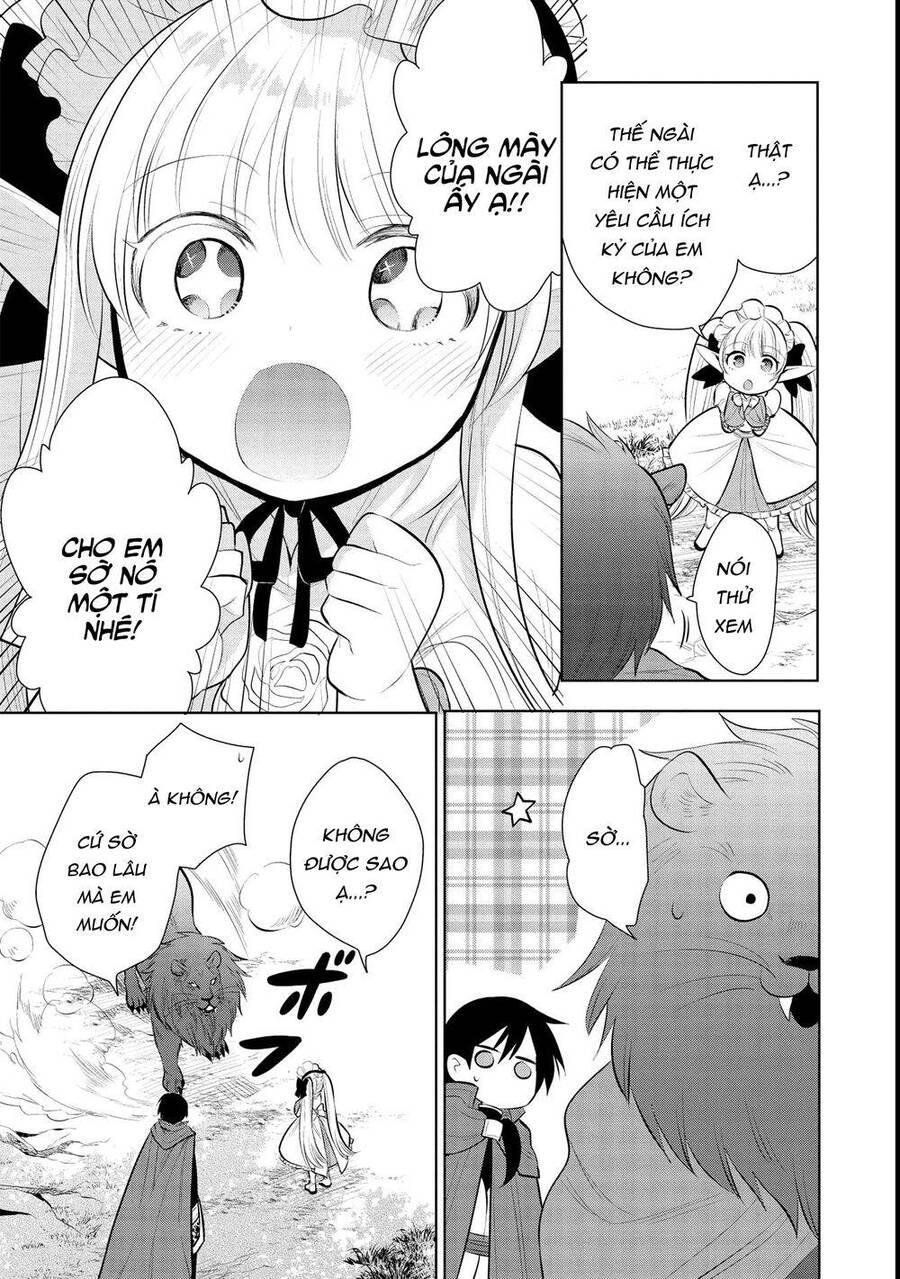 THẬT
Ạ...?
THẾ NGÀI
CÓ THỂ THỰC
HIỆN MỘT
YÊU CẦU ÍCH
KỶ CỦA EM
KHÔNG?
NÓI
THỬ
XEM
LÔNG MÀY
CỦA NGÀI
ẤY Ạ!!
CHO EM
SỜ NÓ
MỘT TÍ
NHÉ!
SỜ...
KHÔNG
ĐƯỢC SAO
Ạ...?
À KHÔNG!
CỨ SỜ
BAO LÂU
MÀ EM
MUỐN!
ボフッ